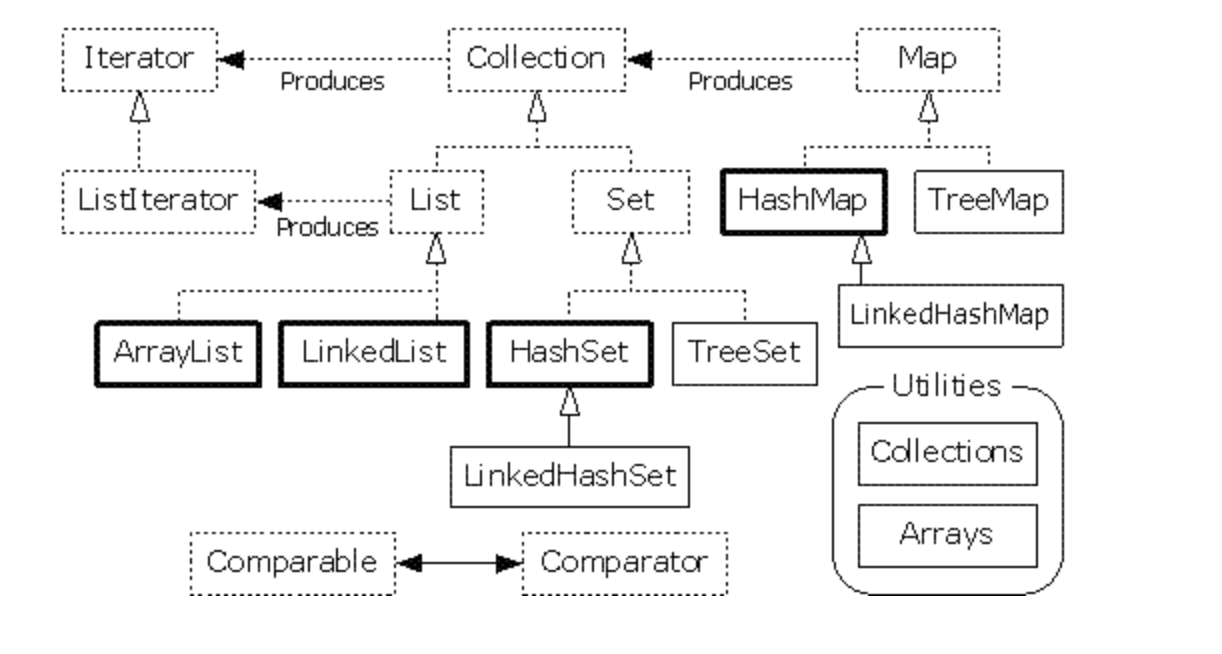 Iterator
Collection
Map
Produces
Produces
ListIterator
List
Set
HashMap
TreeMap
Produces
LinkedHashMap
ArrayList
LinkedList
HashSet
TreeSet
Utilities
Collections
LinkedHashSet
Arrays
Comparable
Comparator